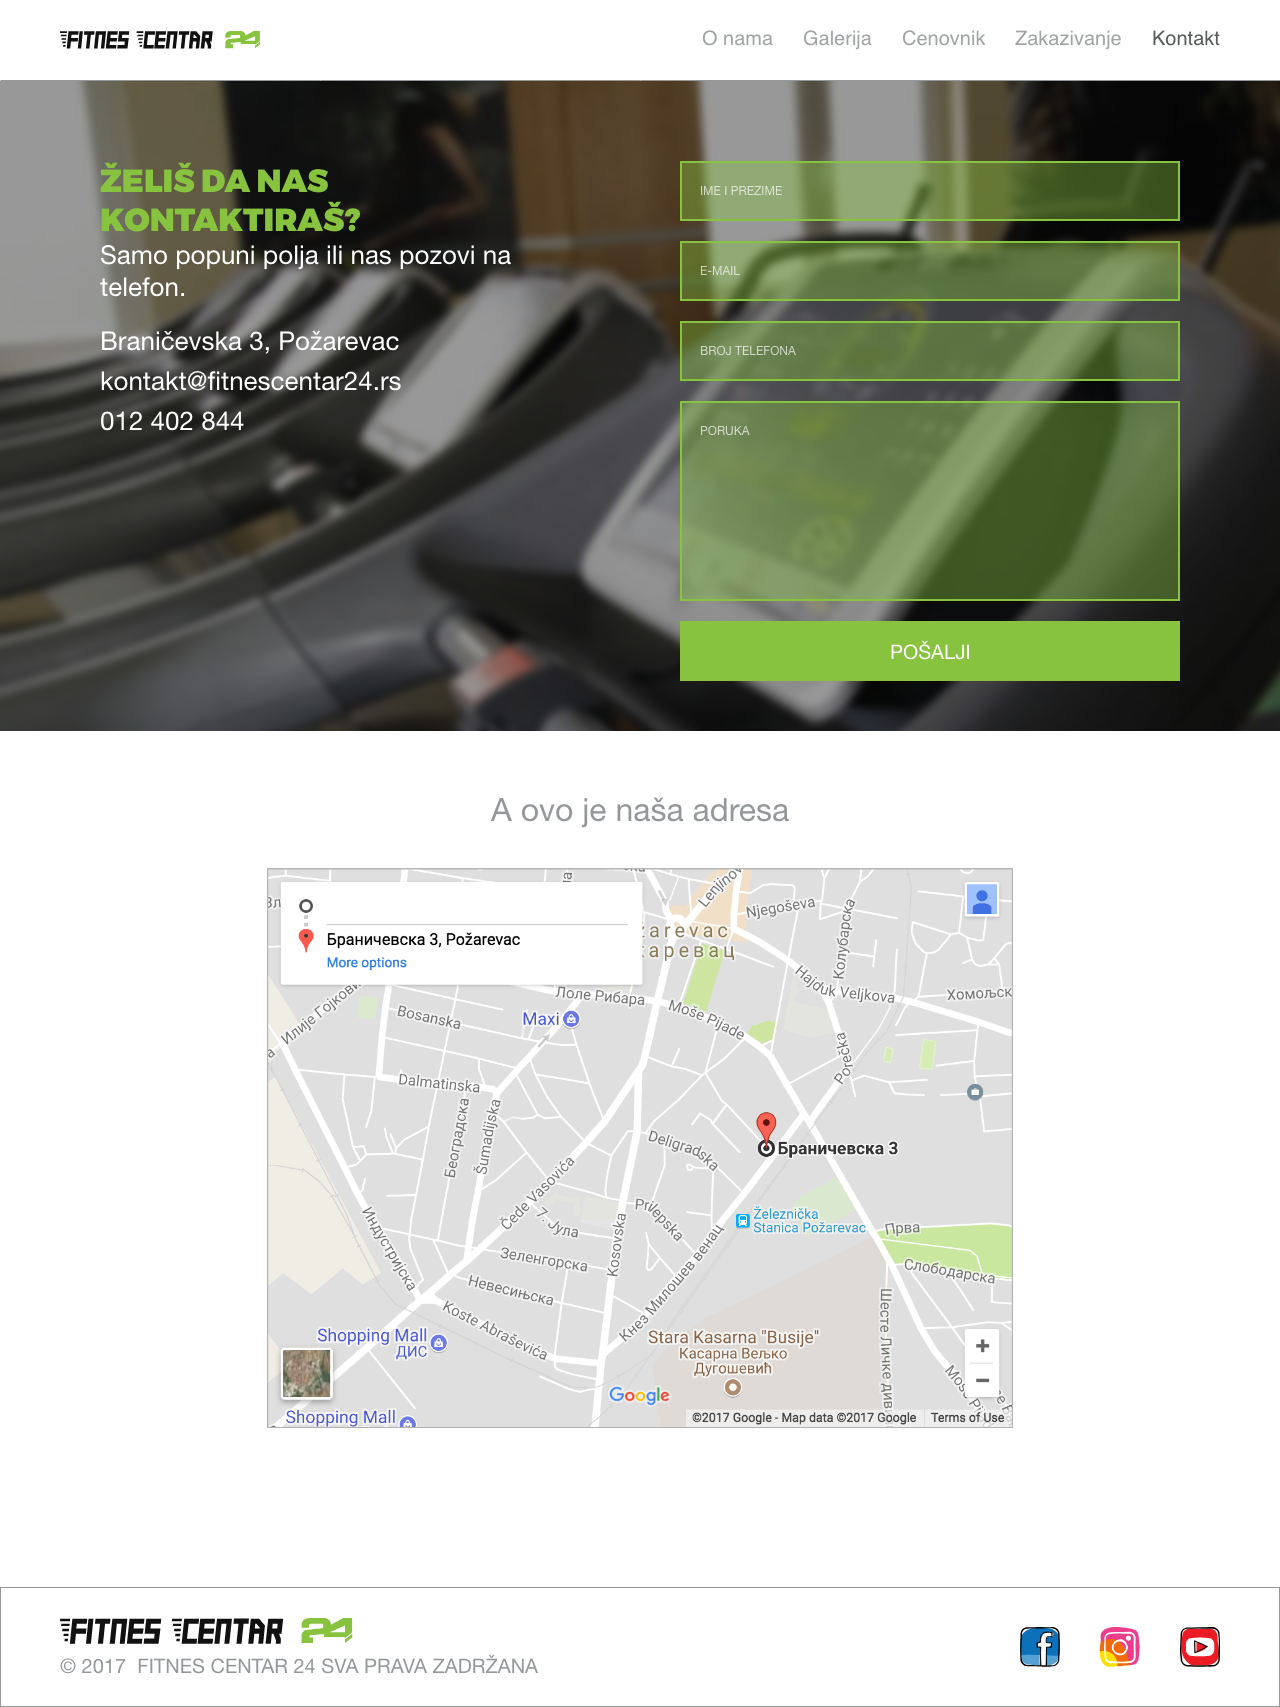 FITNES CENTAR 24
O nama Galerija Cenovnik Zakazivanje Kontakt
ŽELIŠ DA NAS
KONTAKTIRAŠ?
Samo popuni polja ili nas pozovi na
telefon.
Braničevska 3, Požarevac
kontakt@fitnescentar24.rs
012 402 844
IME I PREZIME
E-MAIL
BROJ TELEFONA
PORUKA
POŠALJI
A ovo je naša adresa
Lenjinov
Njegoševa
Колубарска
Браничевска 3, Požarevac
More options
zarevac
каревац
Hajduk Veljkova
Хомољск
Илије Гојкови
Лоле Рибара
Moše Pijade
Bosanska
Maxi
Поречка
Dalmatinska
Београдска
Šumadijska
Deligradska
Браничевска 3
Čede Vasovića
7. Јула
Prilepska
Železnička
Stanica Požarevac
Прва
Индустријска
Зеленгорска
Kosovska
Кнез Милошев венац
Слободарска
Невесињска
Koste Abraševića
Шесте Личке див
Shopping Mall
ДИС
Stara Kasarna "Busije"
Касарна Вељко
Дугошевић
Google
Shopping Mall
©2017 Google - Map data ©2017 Google Terms of Use
FITNES CENTAR 24
© 2017 FITNES CENTAR 24 SVA PRAVA ZADRŽANA